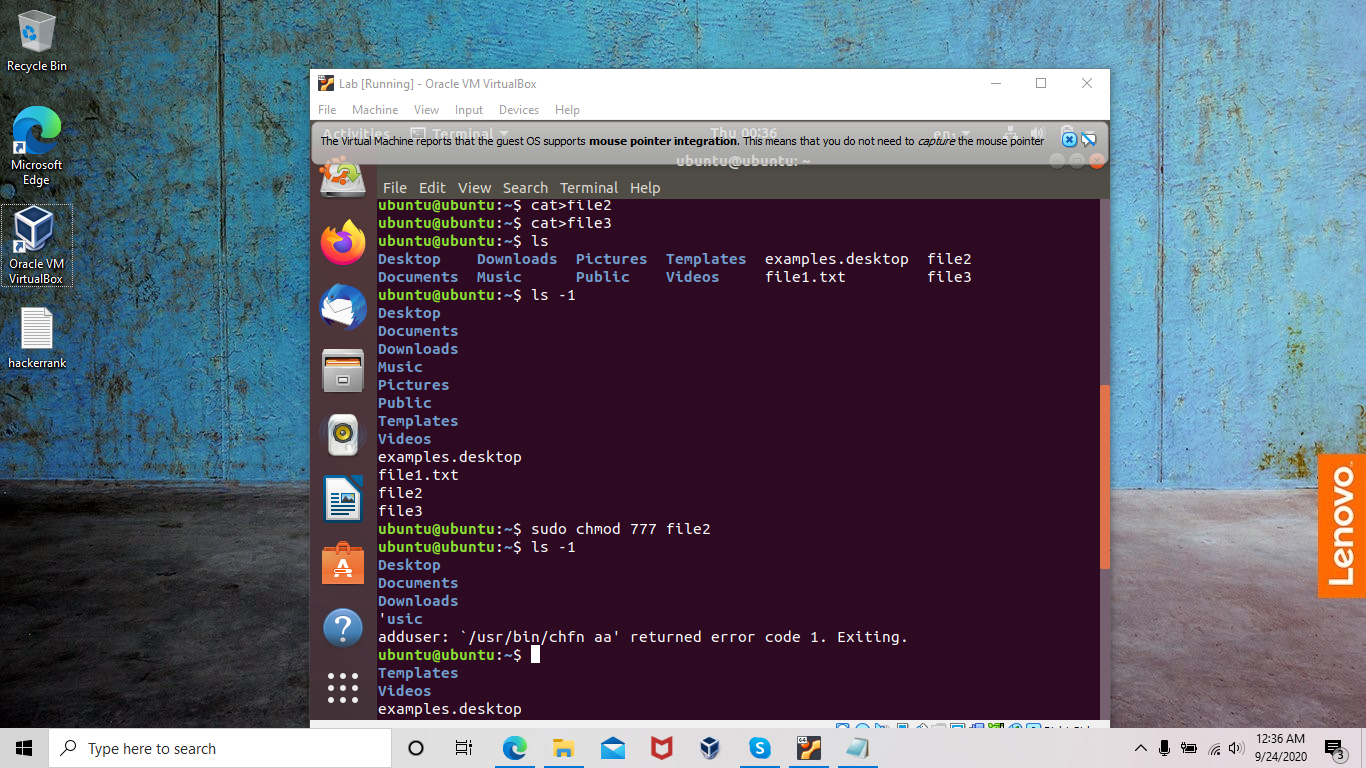 Recycle Bin
Microsoft
Edge
Oracle VM
VirtualBox
hackerrank
Lab [Running] - Oracle VM VirtualBox
File Machine View Input Devices Help
Activities Terminal Thu 00:36 en
The Virtual Machine reports that the guest OS supports mouse pointer integration. This means that you do not need to capture the mouse pointer
ubuntu@ubuntu: ~
File Edit View Search Terminal Help
ubuntu@ubuntu:~$ cat>file2
ubuntu@ubuntu:~$ cat>file3
ubuntu@ubuntu:~$ ls
Desktop Downloads Pictures Templates examples.desktop file2
Documents Music Public Videos file1.txt file3
ubuntu@ubuntu:~$ ls -1
Desktop
Documents
Downloads
Music
Pictures
Public
Templates
Videos
examples.desktop
file1.txt
file2
file3
ubuntu@ubuntu:~$ sudo chmod 777 file2
ubuntu@ubuntu:~$ ls -1
Desktop
Documents
Downloads
'usic
adduser: `/usr/bin/chfn aa' returned error code 1. Exiting.
ubuntu@ubuntu:~$
Templates
Videos
examples.desktop
Lenovo
Type here to search
12:36 AM
9/24/2020
3